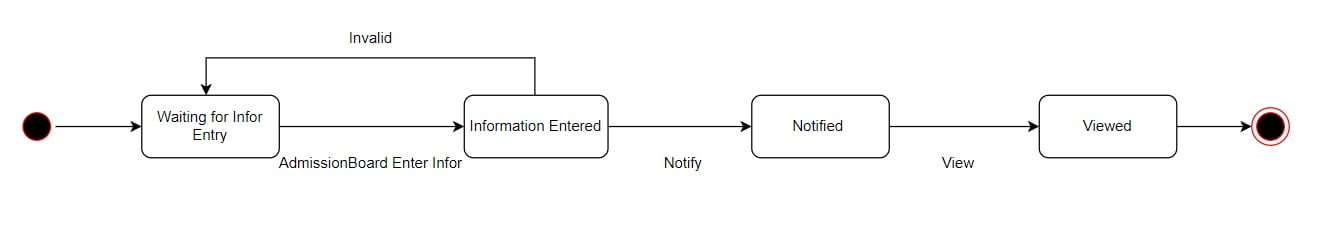 Invalid
Waiting for Infor
Entry
AdmissionBoard Enter Infor
Information Entered
Notify
Notified
View
Viewed